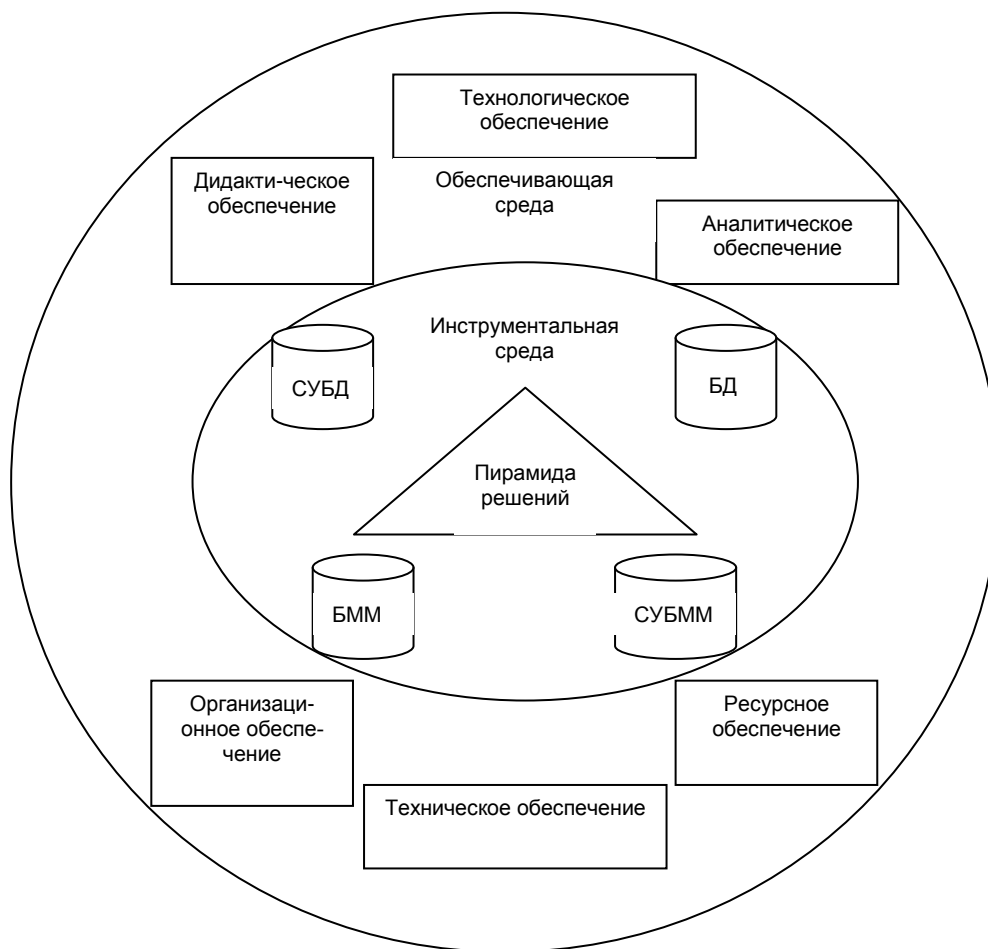 Технологическое
обеспечение
Дидакти-ческое
обеспечение
Обеспечивающая
среда
Аналитическое
обеспечение
Инструментальная
среда
СУБД
БД
Пирамида
решений
БММ
СУБММ
Организаци-
онное обеспе-
чение
Ресурсное
обеспечение
Техническое обеспечение